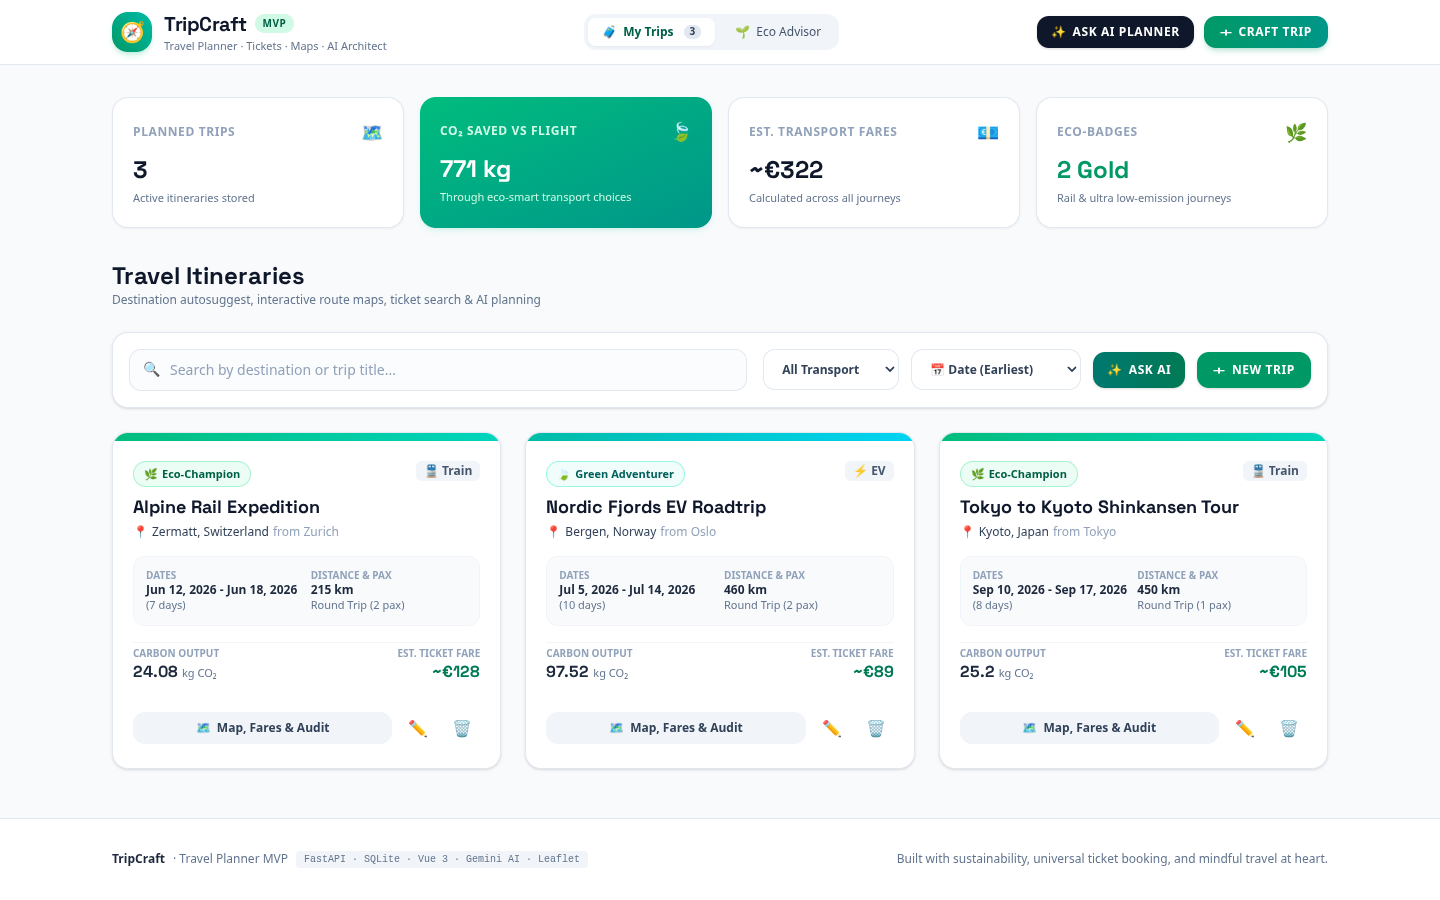 TripCraft MVP
Travel Planner · Tickets · Maps · AI Architect
My Trips 3
Eco Advisor
ASK AI PLANNER
CRAFT TRIP
PLANNED TRIPS
3
Active itineraries stored
CO₂ SAVED VS FLIGHT
771 kg
Through eco-smart transport choices
EST. TRANSPORT FARES
~€322
Calculated across all journeys
ECO-BADGES
2 Gold
Rail & ultra low-emission journeys
Travel Itineraries
Destination autosuggest, interactive route maps, ticket search & AI planning
Search by destination or trip title...
All Transport
Date (Earliest)
ASK AI
NEW TRIP
Eco-Champion
Train
Alpine Rail Expedition
Zermatt, Switzerland from Zurich
DATES
Jun 12, 2026 - Jun 18, 2026
(7 days)
DISTANCE & PAX
215 km
Round Trip (2 pax)
CARBON OUTPUT
24.08 kg CO₂
EST. TICKET FARE
~€128
Map, Fares & Audit
Green Adventurer
EV
Nordic Fjords EV Roadtrip
Bergen, Norway from Oslo
DATES
Jul 5, 2026 - Jul 14, 2026
(10 days)
DISTANCE & PAX
460 km
Round Trip (2 pax)
CARBON OUTPUT
97.52 kg CO₂
EST. TICKET FARE
~€89
Map, Fares & Audit
Eco-Champion
Train
Tokyo to Kyoto Shinkansen Tour
Kyoto, Japan from Tokyo
DATES
Sep 10, 2026 - Sep 17, 2026
(8 days)
DISTANCE & PAX
450 km
Round Trip (1 pax)
CARBON OUTPUT
25.2 kg CO₂
EST. TICKET FARE
~€105
Map, Fares & Audit
TripCraft · Travel Planner MVP FastAPI · SQLite · Vue 3 · Gemini AI · Leaflet
Built with sustainability, universal ticket booking, and mindful travel at heart.